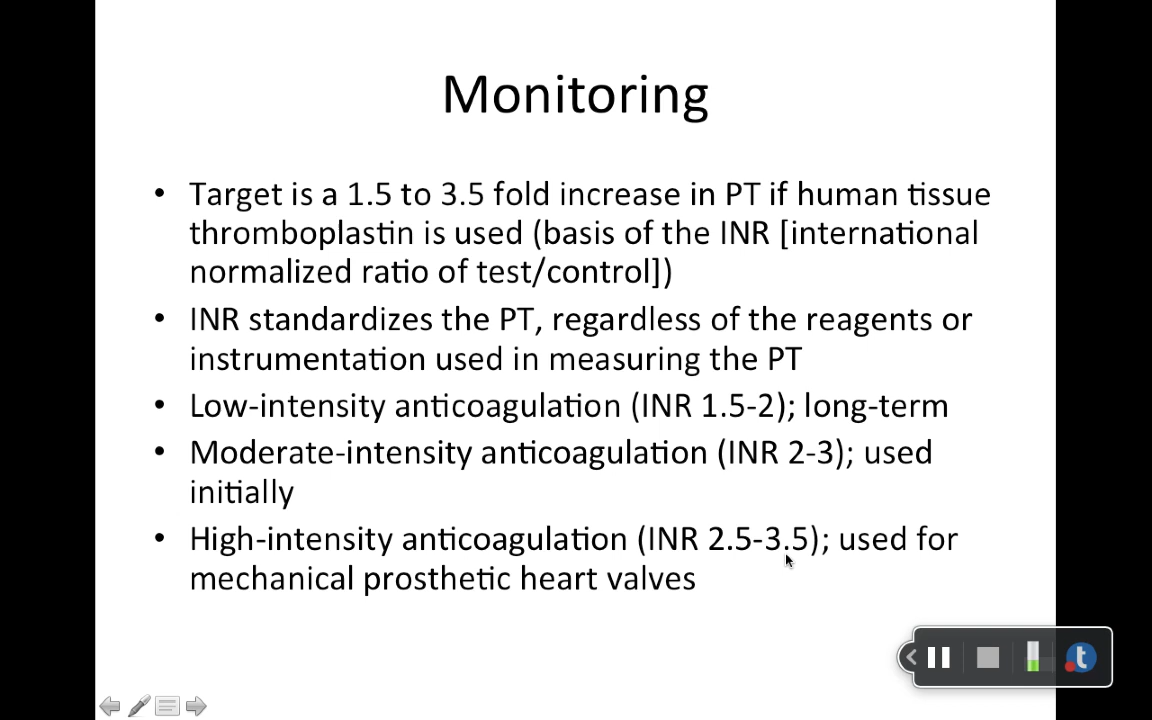 Monitoring
• Target is a 1.5 to 3.5 fold increase in PT if human tissue
thromboplastin is used (basis of the INR [international
normalized ratio of test/control])
• INR standardizes the PT, regardless of the reagents or
instrumentation used in measuring the PT
• Low-intensity anticoagulation (INR 1.5-2); long-term
• Moderate-intensity anticoagulation (INR 2-3); used
initially
• High-intensity anticoagulation (INR 2.5-3.5); used for
mechanical prosthetic heart valves
t